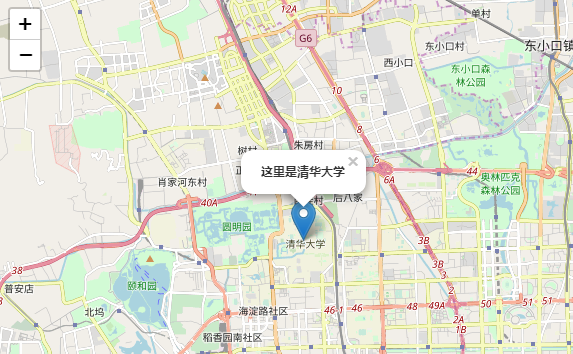 +
−
12A
单村
G6
东小口村
东小口镇
西小口
东小口森
林公园
10
8
6
朱房村
树村
×
这里是清华大学
6A
44
肖家河东村
奥林匹克
森林公园
后八家
40A
圆明园
清华大学
3B
3B
3
38
普安店
颐和园
北坞
海淀路社区
46-1
46
48
49A
2
50
51
2A
1B
稻香园南社区